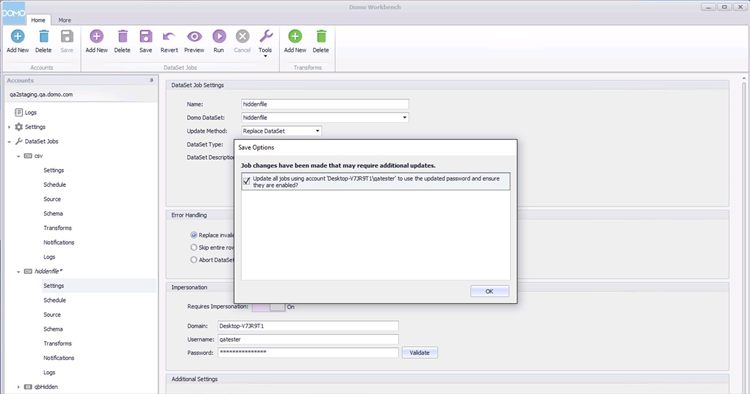 DOMO
Domo Workbench
Home More
Add New Delete Save
Add New Delete Save Revert Preview Run Cancel Tools
Add New Delete
Accounts
DataSet Jobs
Transforms
Accounts
qa2staging.qa.domo.com
Logs
Settings
DataSet Jobs
csv
Settings
Schedule
Source
Schema
Transforms
Notifications
Logs
hiddenfile*
Settings
Schedule
Source
Schema
Transforms
Notifications
Logs
qbHidden
DataSet Job Settings
Name: hiddenfile
Domo DataSet: hiddenfile
Update Method: Replace DataSet
DataSet Type:
DataSet Description
Save Options
Job changes have been made that may require additional updates.
Update all jobs using account 'Desktop-V7JR9T1\qatester' to use the updated password and ensure
they are enabled?
OK
Error Handling
Replace invali
Skip entire row
Abort DataSet
Impersonation
Requires Impersonation: On
Domain: Desktop-V7JR9T1
Username: qatester
Password: ***************
Validate
Additional Settings